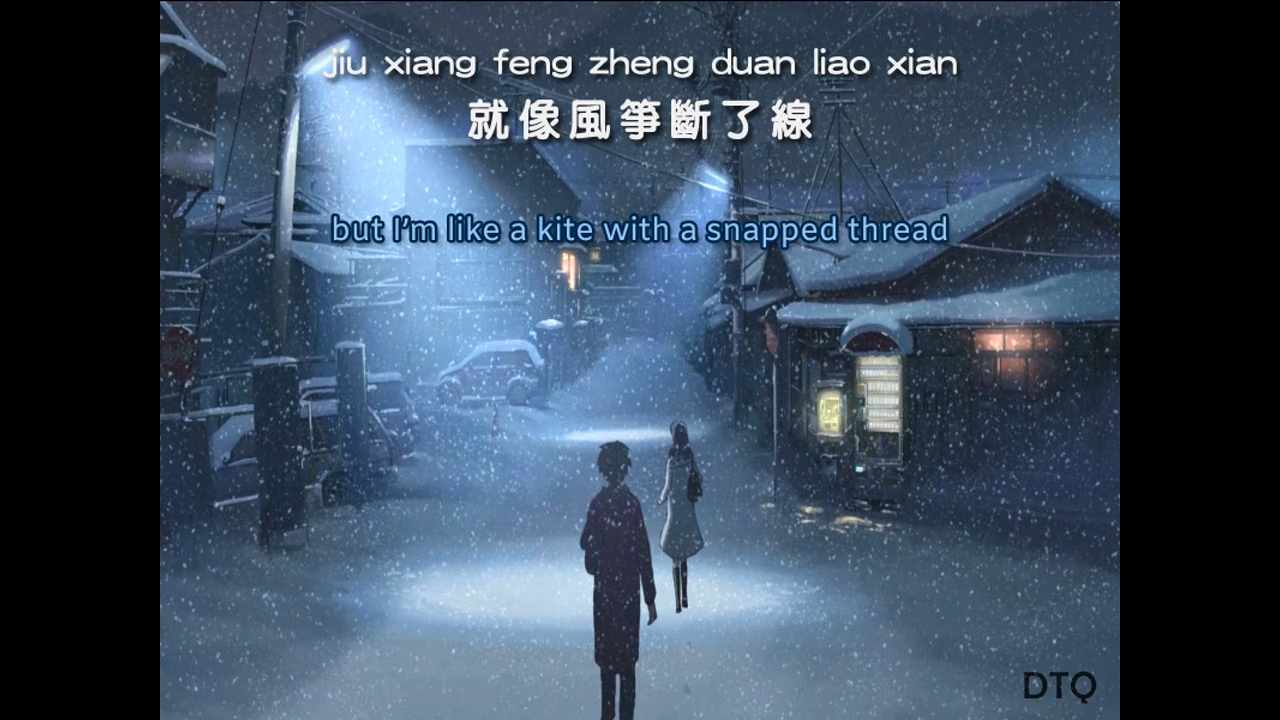 jiu xiang feng zheng duan liao xian
就像風箏斷了線
but I'm like a kite with a snapped thread
DTQ